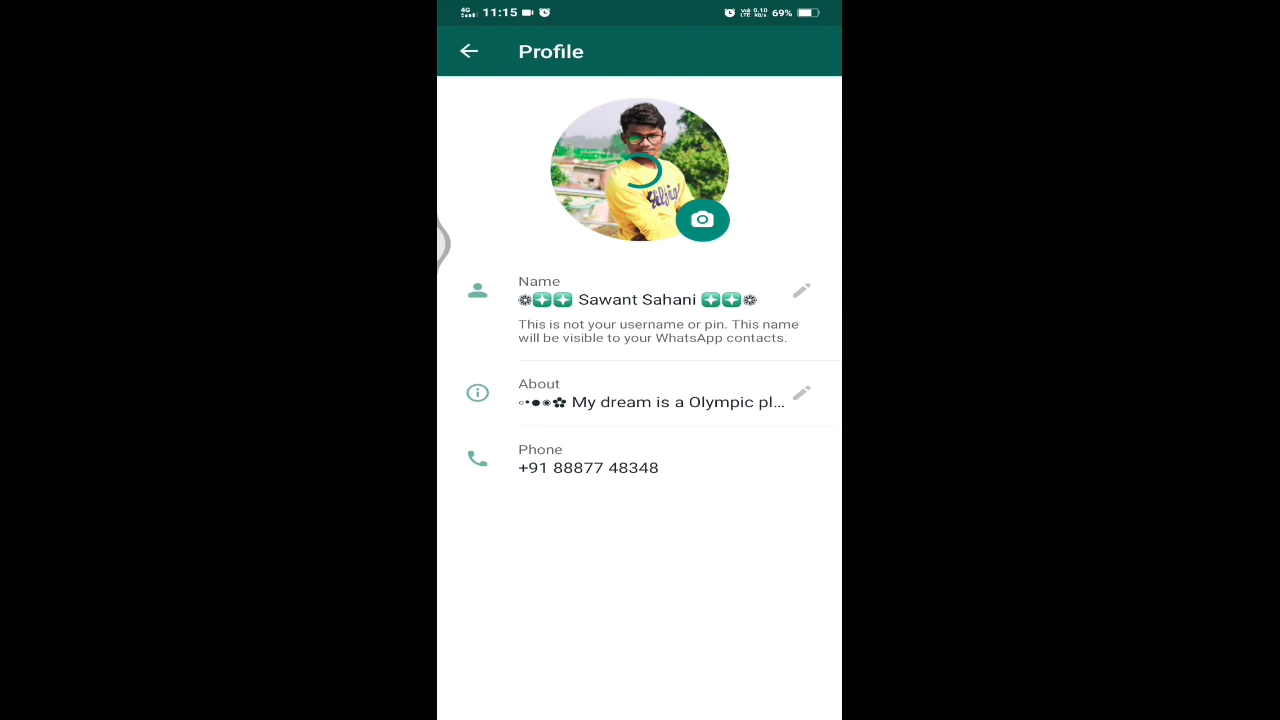 4G 11:15 69%
Profile
Name
❁✨✨ Sawant Sahani ✨✨❁
This is not your username or pin. This name
will be visible to your WhatsApp contacts.
About
◦•●◉✿ My dream is a Olympic pl...
Phone
+91 88877 48348